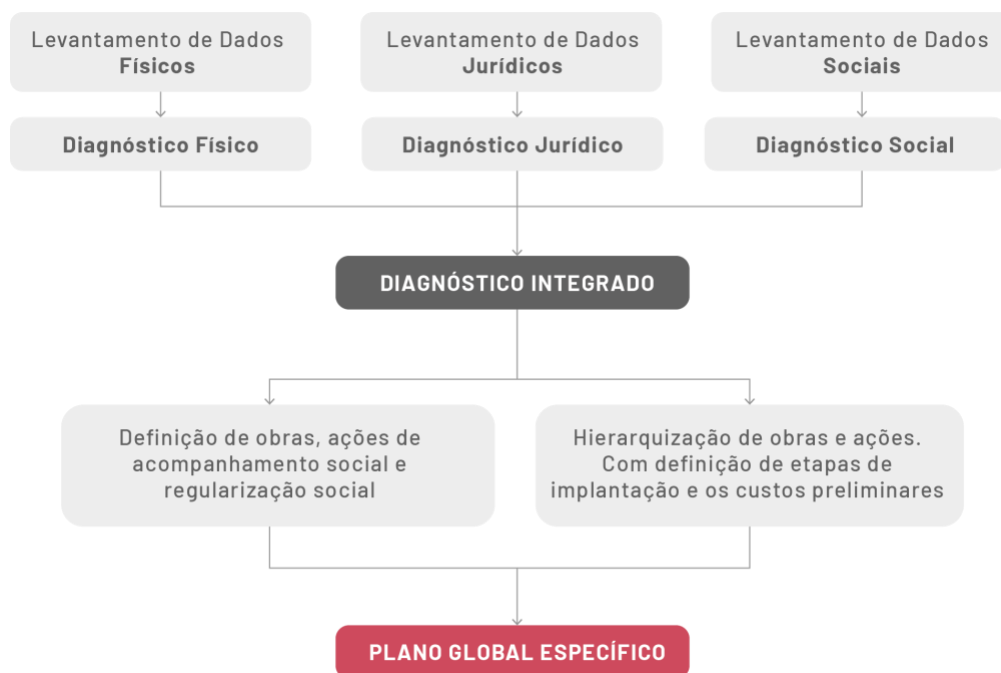 Levantamento de Dados
Físicos
Levantamento de Dados
Jurídicos
Levantamento de Dados
Sociais
Diagnóstico Físico
Diagnóstico Jurídico
Diagnóstico Social
DIAGNÓSTICO INTEGRADO
Definição de obras, ações de
acompanhamento social e
regularização social
Hierarquização de obras e ações.
Com definição de etapas de
implantação e os custos preliminares
PLANO GLOBAL ESPECÍFICO